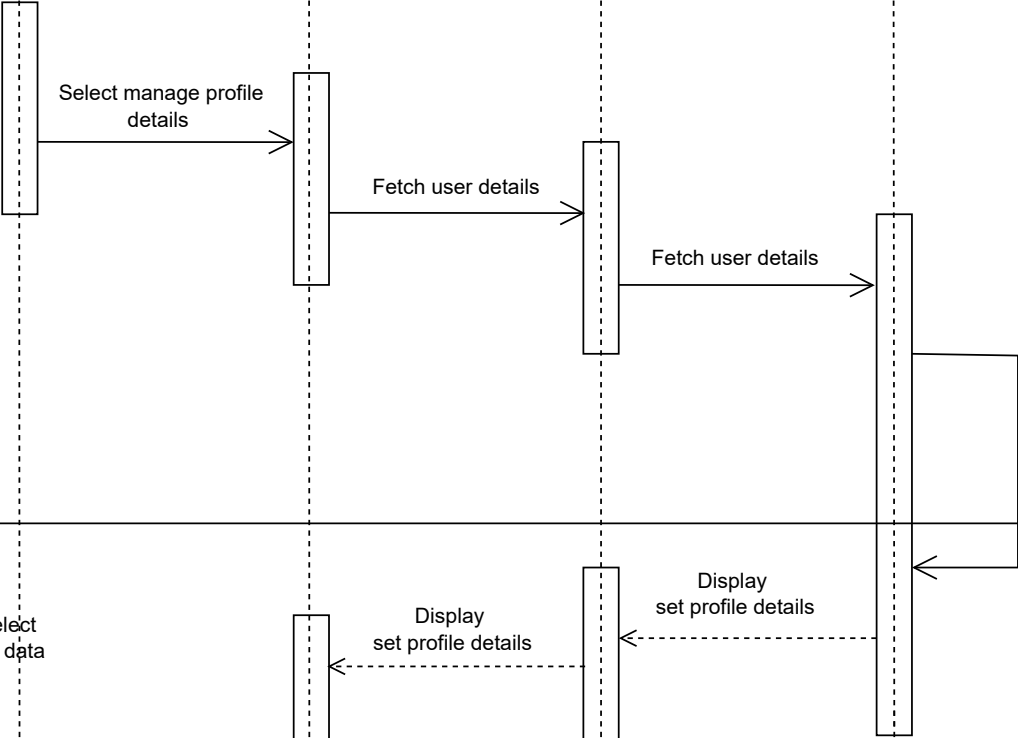 Select manage profile
details
Fetch user details
Fetch user details
Display
set profile details
Display
set profile details
data